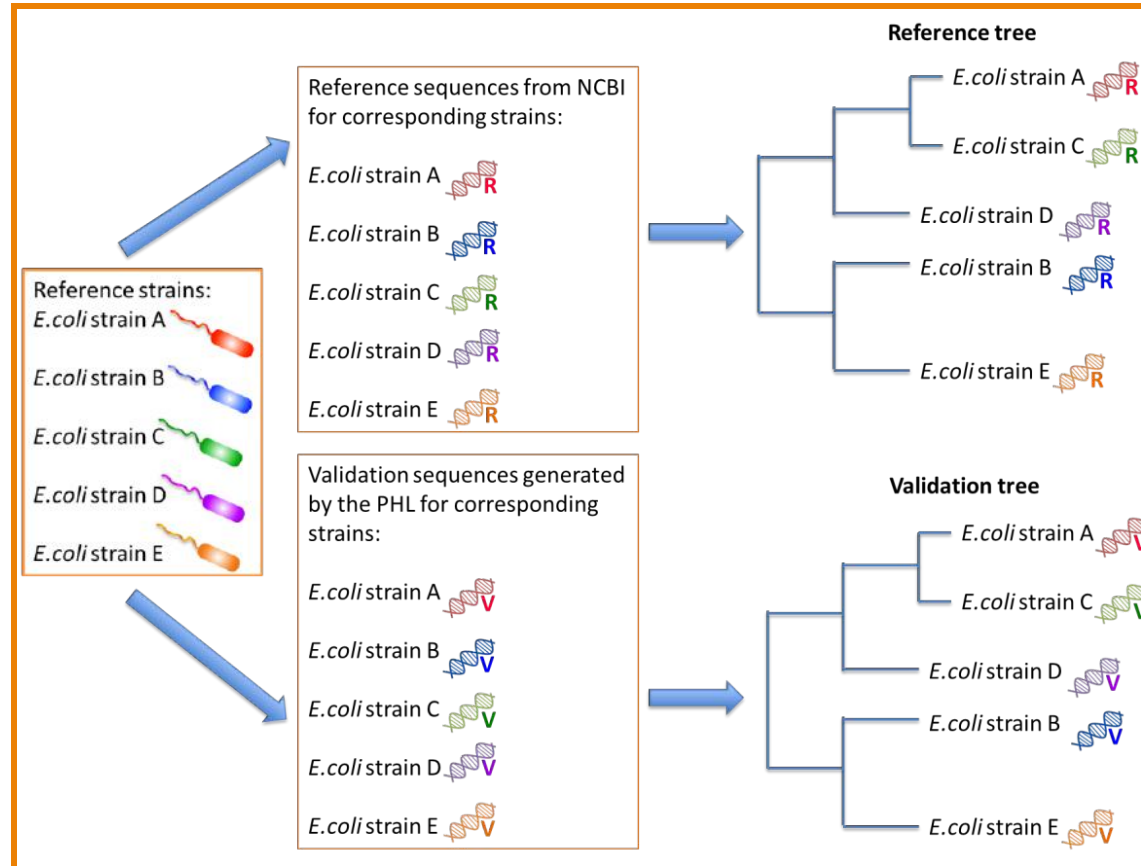 Reference strains:
E.coli strain A
E.coli strain B
E.coli strain C
E.coli strain D
E.coli strain E
Reference sequences from NCBI
for corresponding strains:
E.coli strain A R
E.coli strain B R
E.coli strain C R
E.coli strain D R
E.coli strain E R
Validation sequences generated
by the PHL for corresponding
strains:
E.coli strain A V
E.coli strain B V
E.coli strain C V
E.coli strain D V
E.coli strain E V
Reference tree
E.coli strain A R
E.coli strain C R
E.coli strain D R
E.coli strain B R
E.coli strain E R
Validation tree
E.coli strain A V
E.coli strain C V
E.coli strain D V
E.coli strain B V
E.coli strain E V